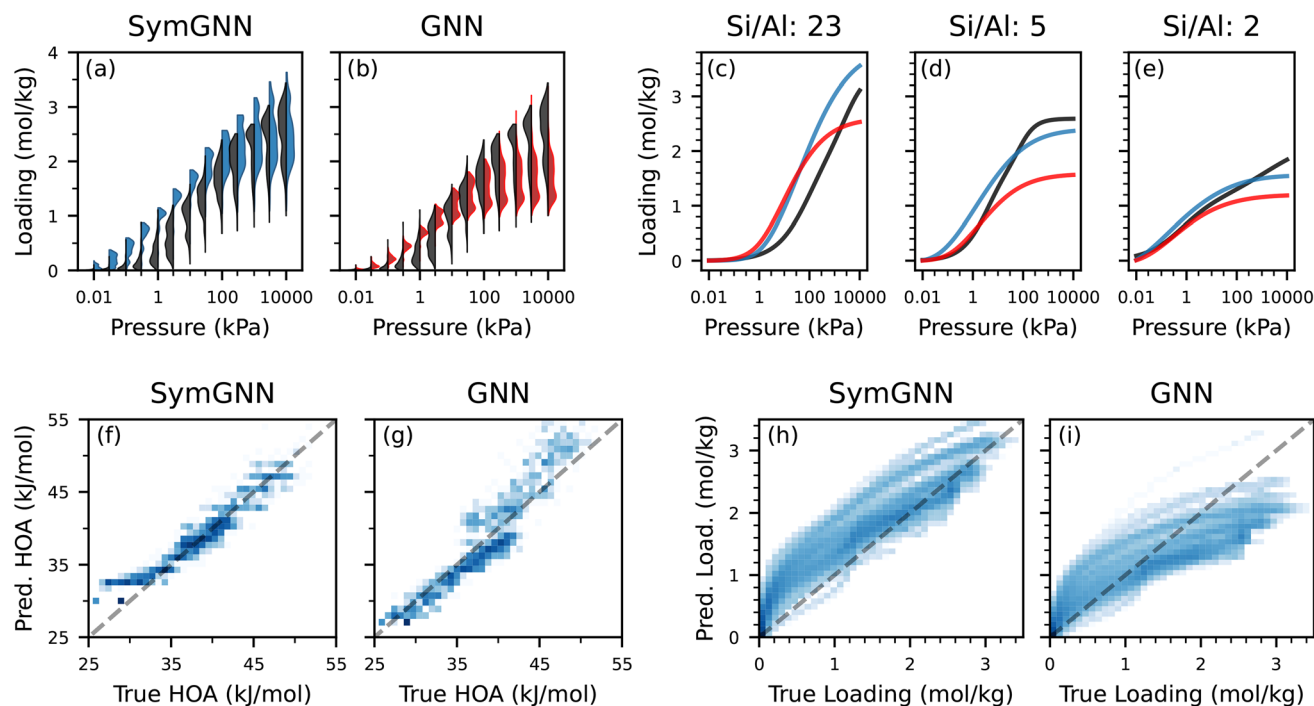 SymGNN
GNN
Si/Al: 23
Si/Al: 5
Si/Al: 2
(a)
(b)
(c)
(d)
(e)
Loading (mol/kg)
4
3
2
1
0
0.01 1 100 10000
Pressure (kPa)
0.01 1 100 10000
Pressure (kPa)
Loading (mol/kg)
3
2
1
0
0.01 1 100 10000
Pressure (kPa)
0.01 1 100 10000
Pressure (kPa)
0.01 1 100 10000
Pressure (kPa)
SymGNN
GNN
SymGNN
GNN
(f)
(g)
(h)
(i)
Pred. HOA (kJ/mol)
55
45
35
25
25 35 45 55
True HOA (kJ/mol)
25 35 45 55
True HOA (kJ/mol)
Pred. Load. (mol/kg)
3
2
1
0
0 1 2 3
True Loading (mol/kg)
0 1 2 3
True Loading (mol/kg)